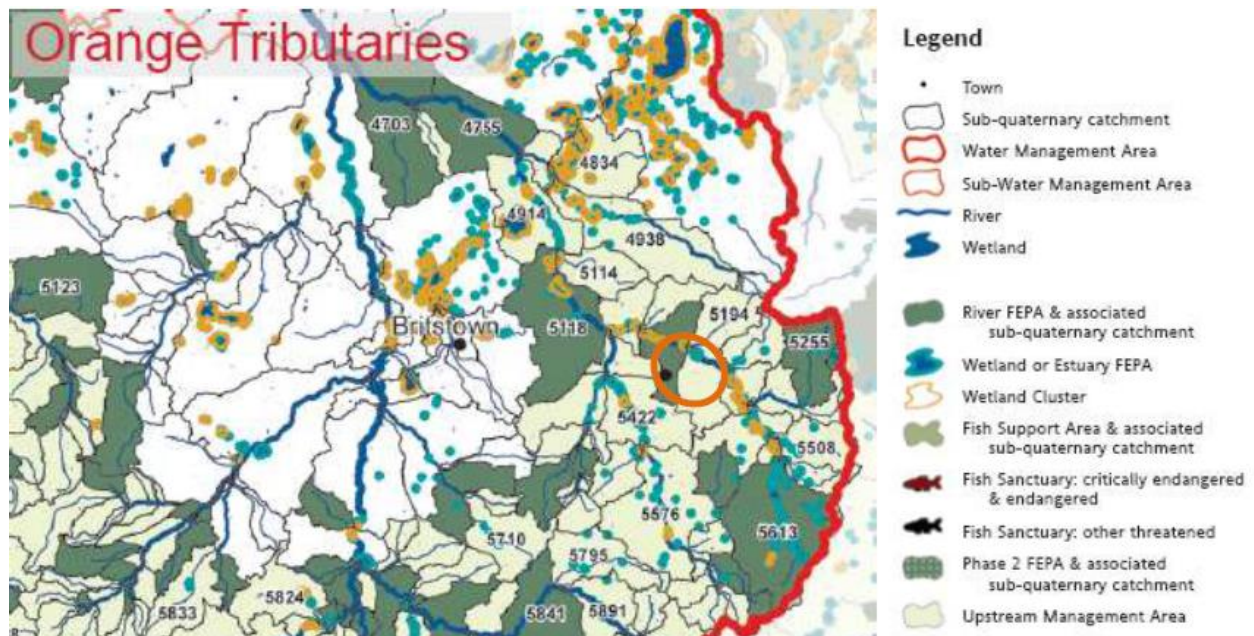 Orange Tributaries
4703
4755
4834
4914
4938
5114
5123
Britstown
5118
5194
5255
5422
5508
5576
5613
5710
5795
5824
5833
5841
5891
Legend
Town
Sub-quaternary catchment
Water Management Area
Sub-Water Management Area
River
Wetland
River FEPA & associated
sub-quaternary catchment
Wetland or Estuary FEPA
Wetland Cluster
Fish Support Area & associated
sub-quaternary catchment
Fish Sanctuary: critically endangered
& endangered
Fish Sanctuary: other threatened
Phase 2 FEPA & associated
sub-quaternary catchment
Upstream Management Area